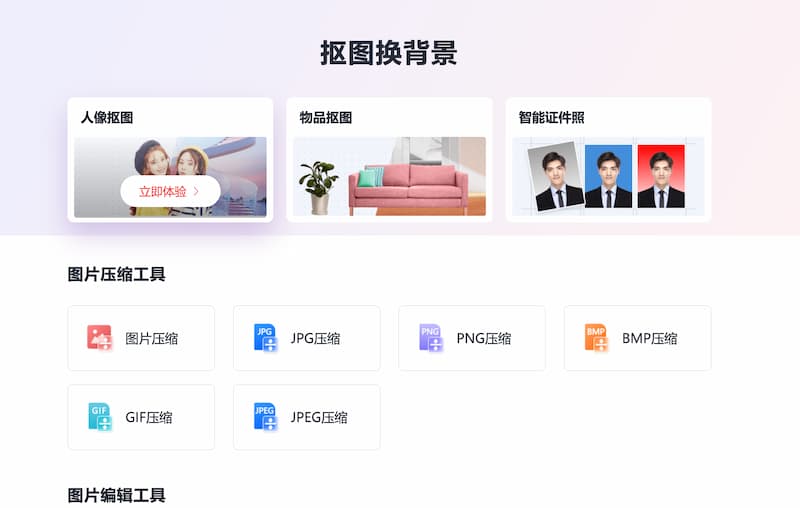 抠图换背景
人像抠图
物品抠图
智能证件照
立即体验 >
图片压缩工具
JPG
PNG
BMP
图片压缩
JPG压缩
PNG压缩
BMP压缩
GIF
JPEG
GIF压缩
JPEG压缩
图片编辑工具